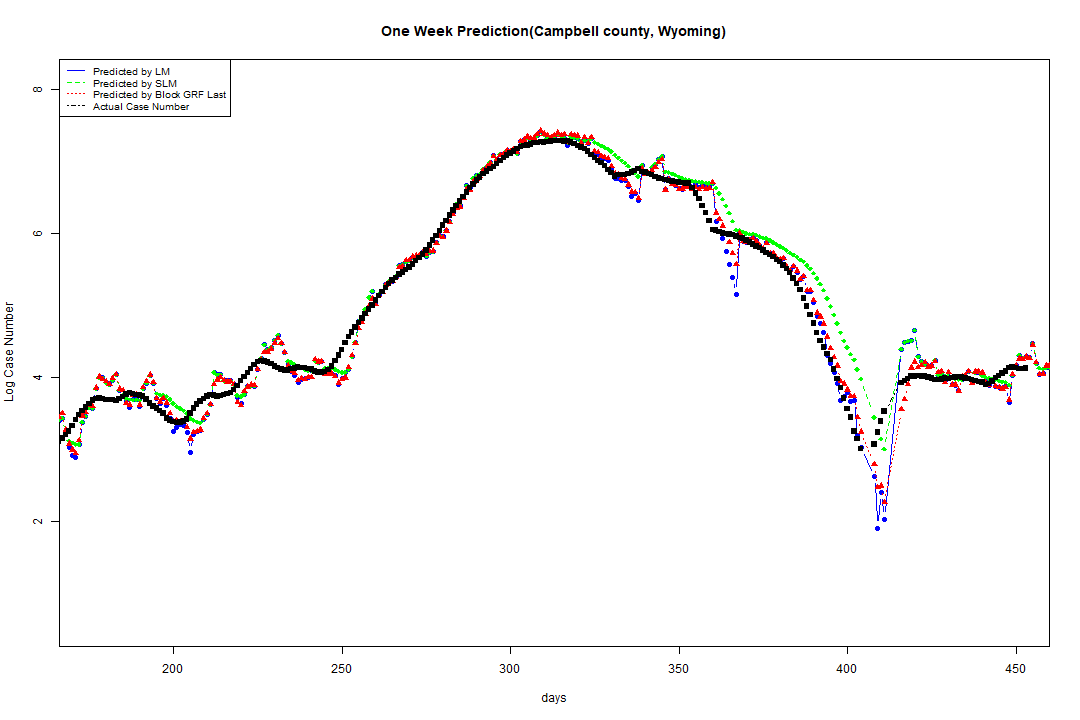 One Week Prediction(Campbell county, Wyoming)
Predicted by LM
Predicted by SLM
Predicted by Block GRF Last
Actual Case Number
8
6
4
2
Log Case Number
200 250 300 350 400 450
days